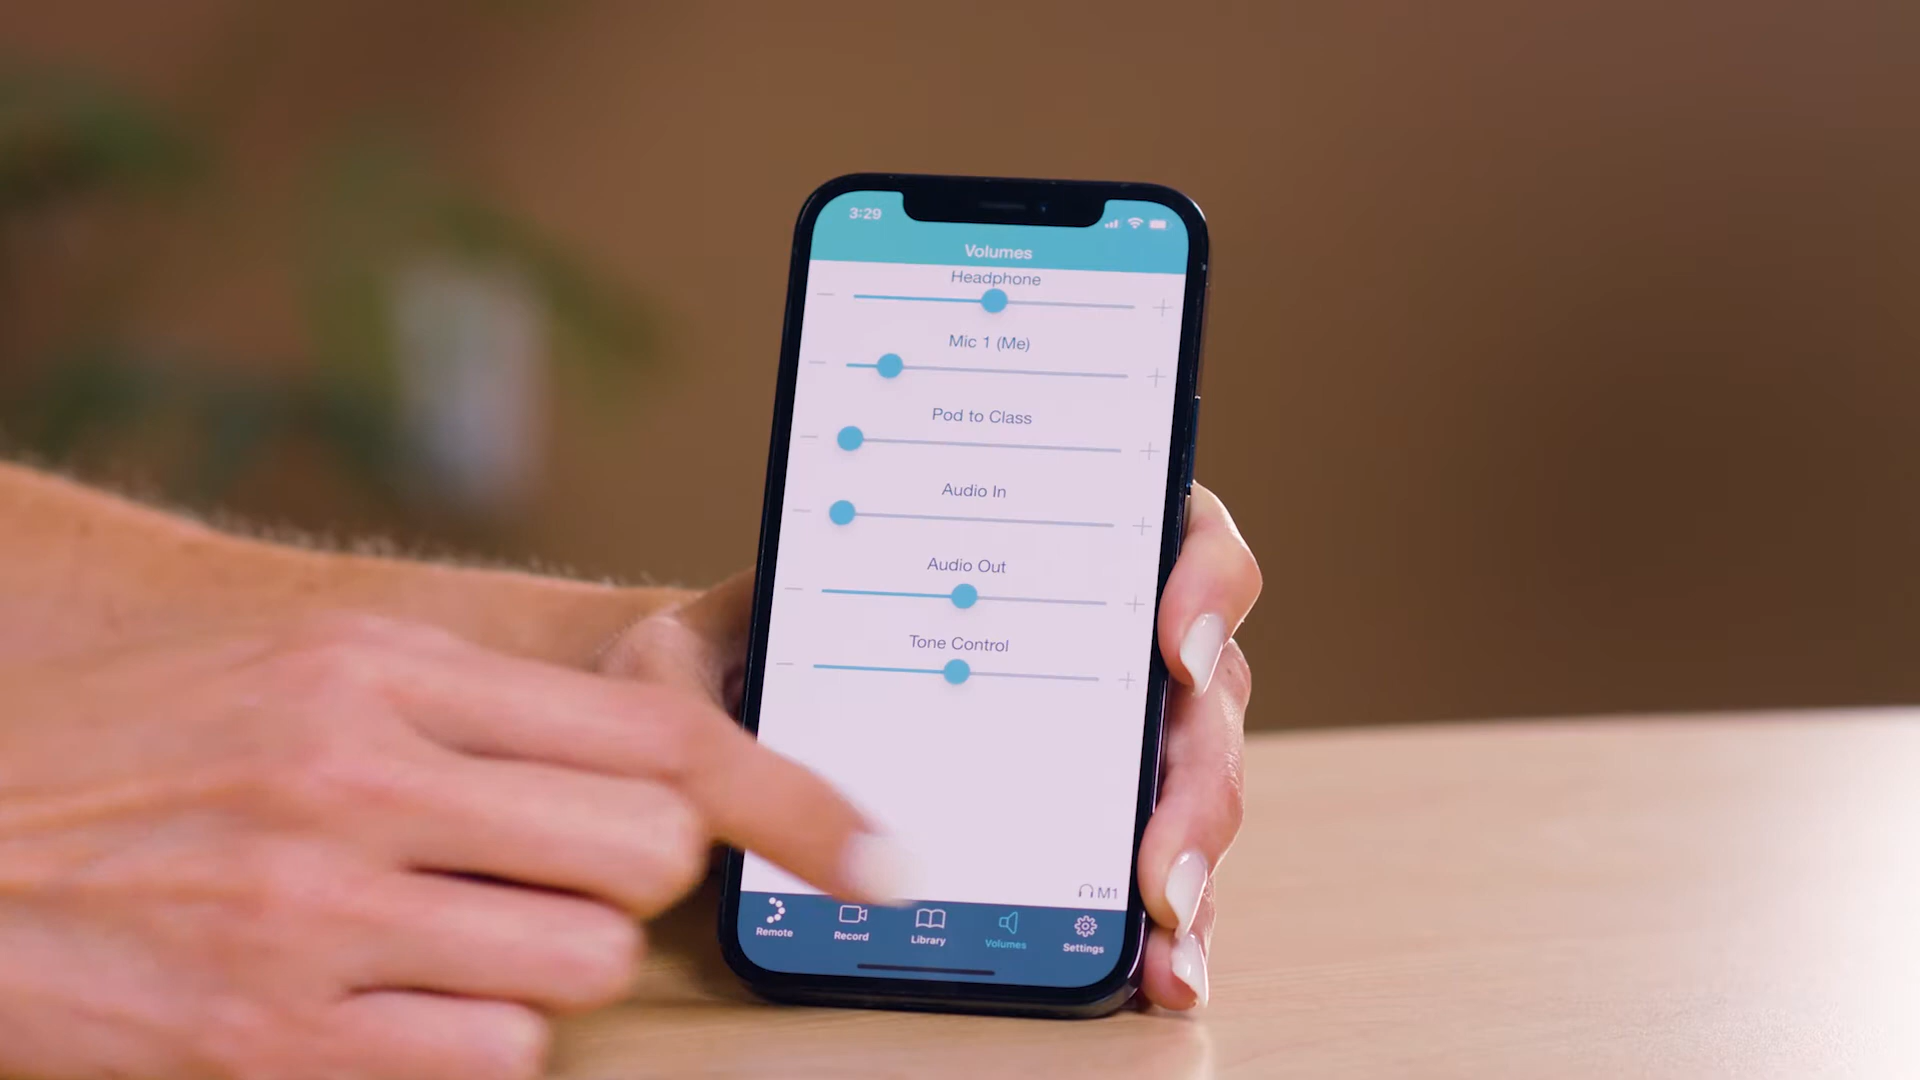 3:29
Volumes
Headphone
Mic 1 (Me)
Pod to Class
Audio In
Audio Out
Tone Control
M1
Remote
Record
Library
Volumes
Settings